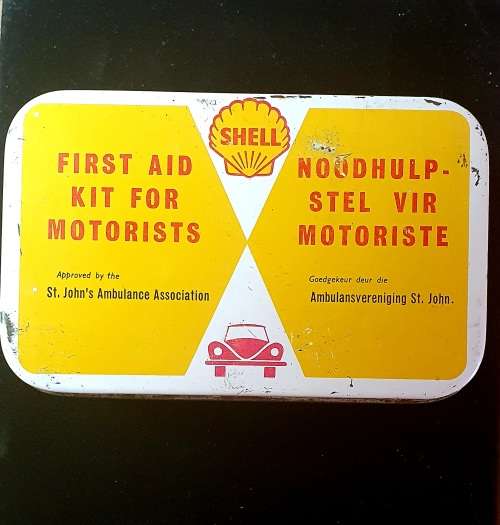 SHELL
FIRST AID
KIT FOR
MOTORISTS
Approved by the
St. John's Ambulance Association
NOODHULP-
STEL VIR
MOTORISTE
Goedgekeur deur die
Ambulansvereniging St. John.